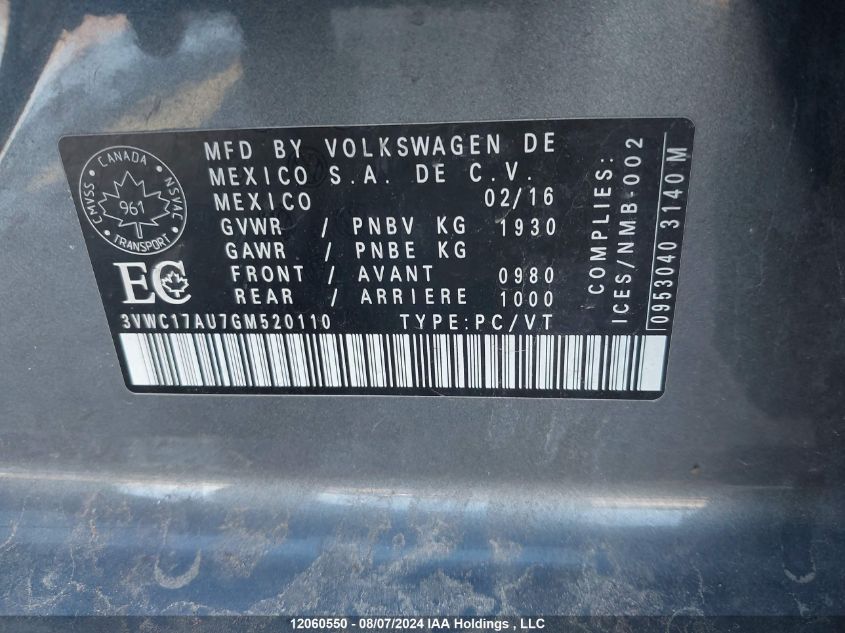 CANADA
CMVSS
NSVAC
961
TRANSPORT
MFD BY VOLKSWAGEN DE
MEXICO S.A. DE C.V.
MEXICO 02/16
GVWR / PNBV KG 1930
GAWR / PNBE KG
FRONT / AVANT 0980
REAR / ARRIERE 1000
EC
3VWC17AU7GM520110 TYPE:PC/VT
COMPLIES:
ICES/NMB-002
0953040 3140 M
12060550 - 08/07/2024 IAA Holdings , LLC